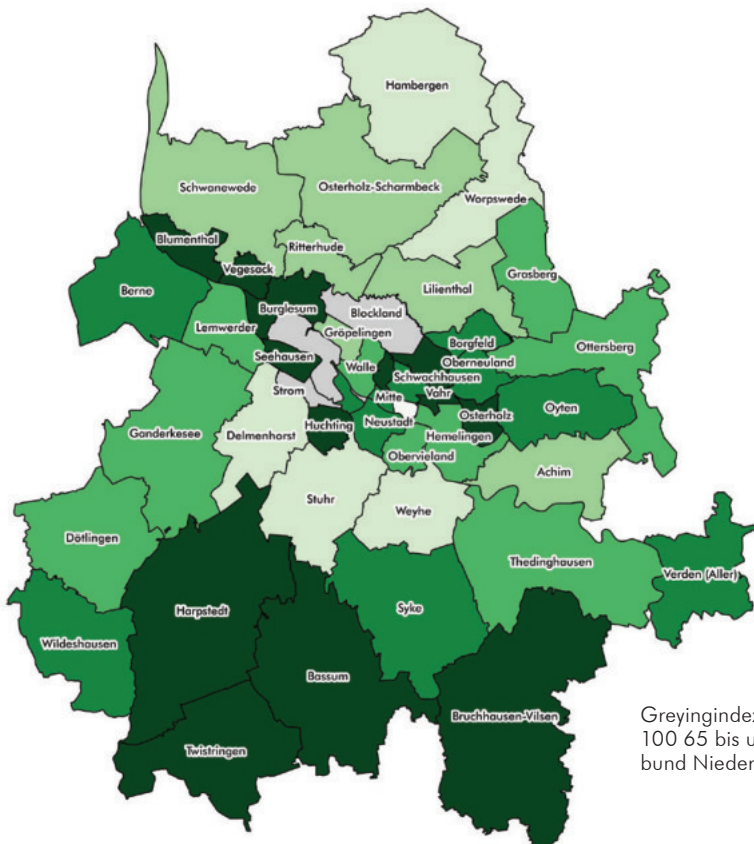 Hambergen
Worpswede
Schwanewede
Osterholz-Scharmbeck
Blumenthal
Ritterhude
Vegesack
Grasberg
Berne
Lilienthal
Burglesum
Blockland
Lemwerder
Gröpelingen
Borgfeld
Ottersberg
Seehausen
Walle
Oberneuland
Schwachhausen
Strom
Mitte
Vahr
Ganderkesee
Delmenhorst
Huchting
Neustadt
Osterholz
Oyten
Hemelingen
Obervieland
Achim
Stuhr
Weyhe
Dötlingen
Thedinghausen
Verden (Aller)
Harpstedt
Syke
Wildeshausen
Bassum
Bruchhausen-Vilsen
Twistringen
Greyingindex
100 65 bis u
bund Nieder